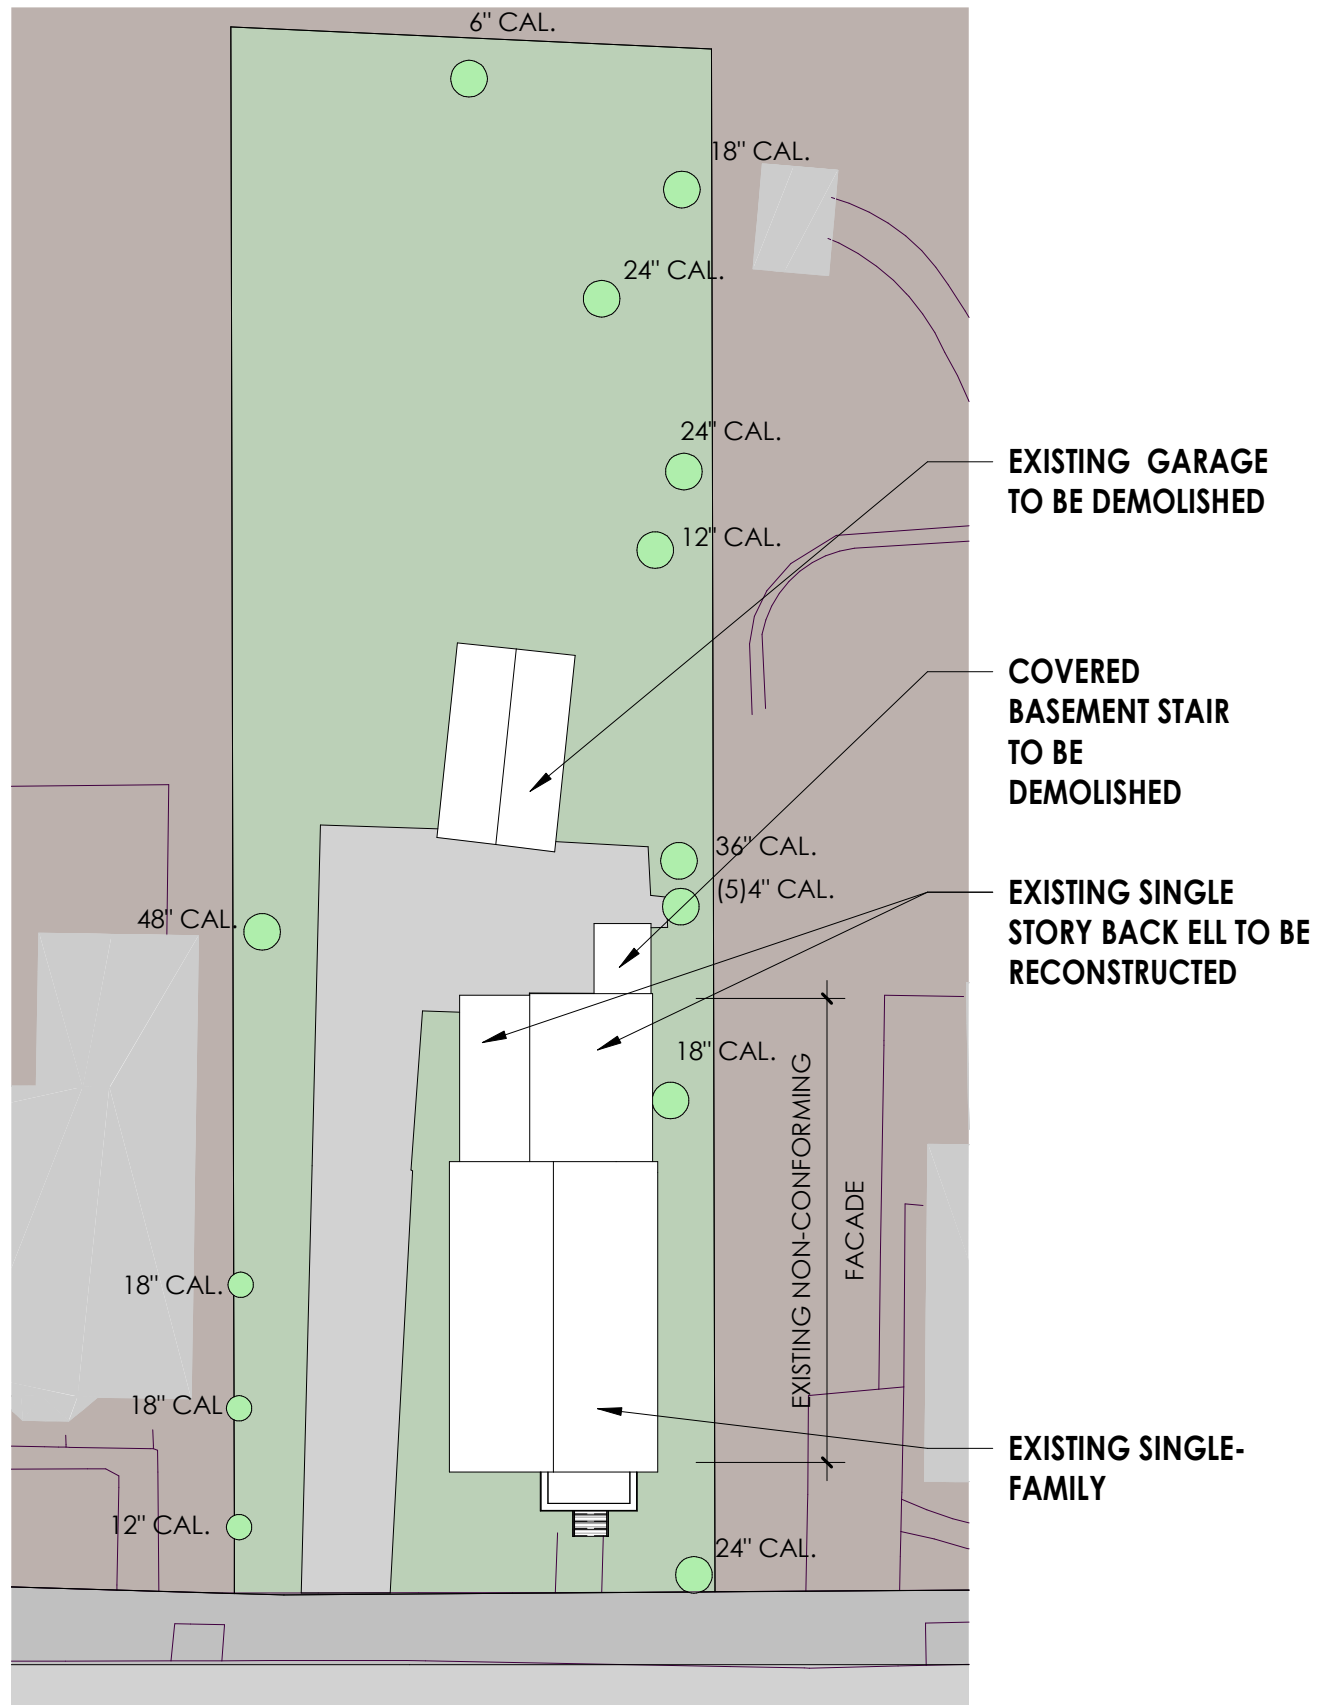 6" CAL.
18" CAL.
24" CAL.
24" CAL.
12" CAL.
EXISTING GARAGE
TO BE DEMOLISHED
COVERED
BASEMENT STAIR
TO BE
DEMOLISHED
36" CAL.
(5)4" CAL.
48" CAL.
EXISTING SINGLE
STORY BACK ELL TO BE
RECONSTRUCTED
18" CAL.
EXISTING NON-CONFORMING
FACADE
18" CAL.
18" CAL
EXISTING SINGLE-
FAMILY
12" CAL.
24" CAL.